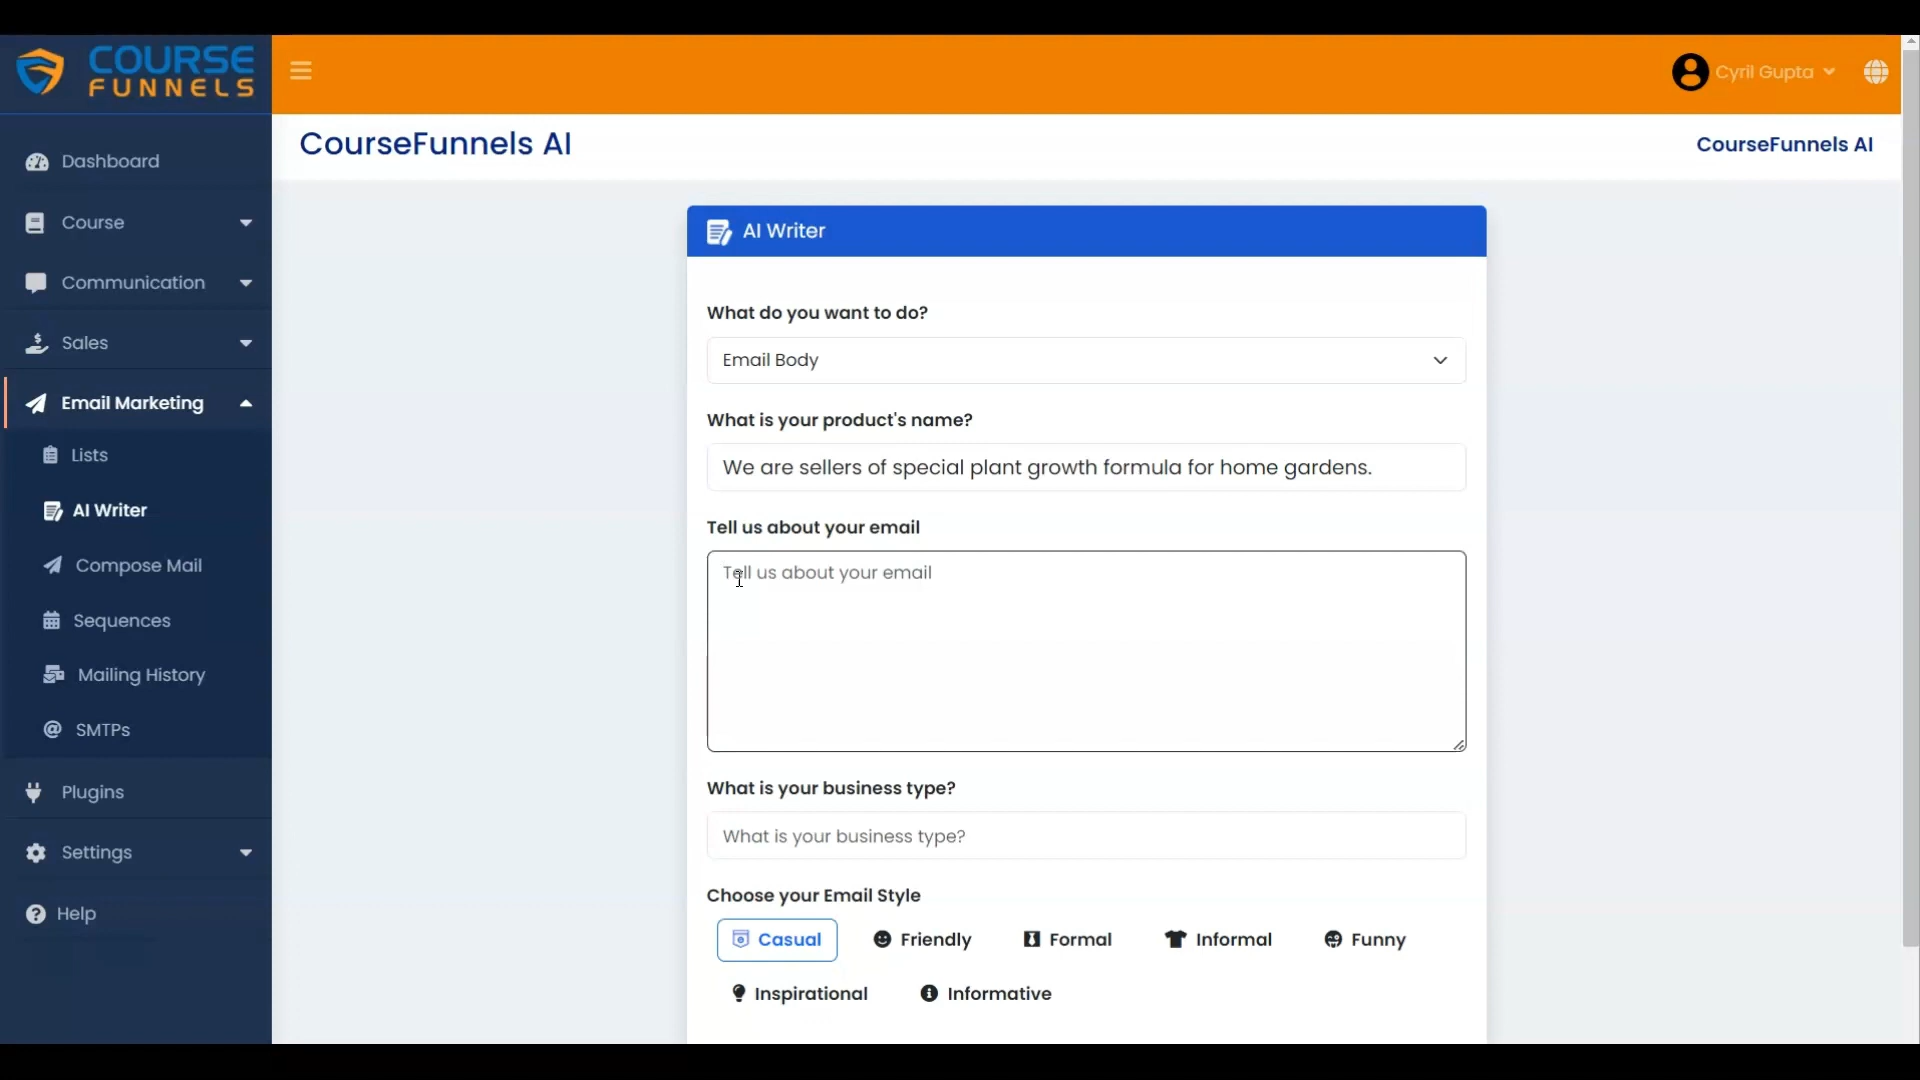 COURSE
FUNNELS
Cyril Gupta
CourseFunnels AI
CourseFunnels AI
Dashboard
Course
Communication
Sales
Email Marketing
Lists
AI Writer
Compose Mail
Sequences
Mailing History
SMTPs
Plugins
Settings
Help
AI Writer
What do you want to do?
Email Body
What is your product's name?
We are sellers of special plant growth formula for home gardens.
Tell us about your email
Tell us about your email
What is your business type?
What is your business type?
Choose your Email Style
Casual Friendly Formal Informal Funny
Inspirational Informative